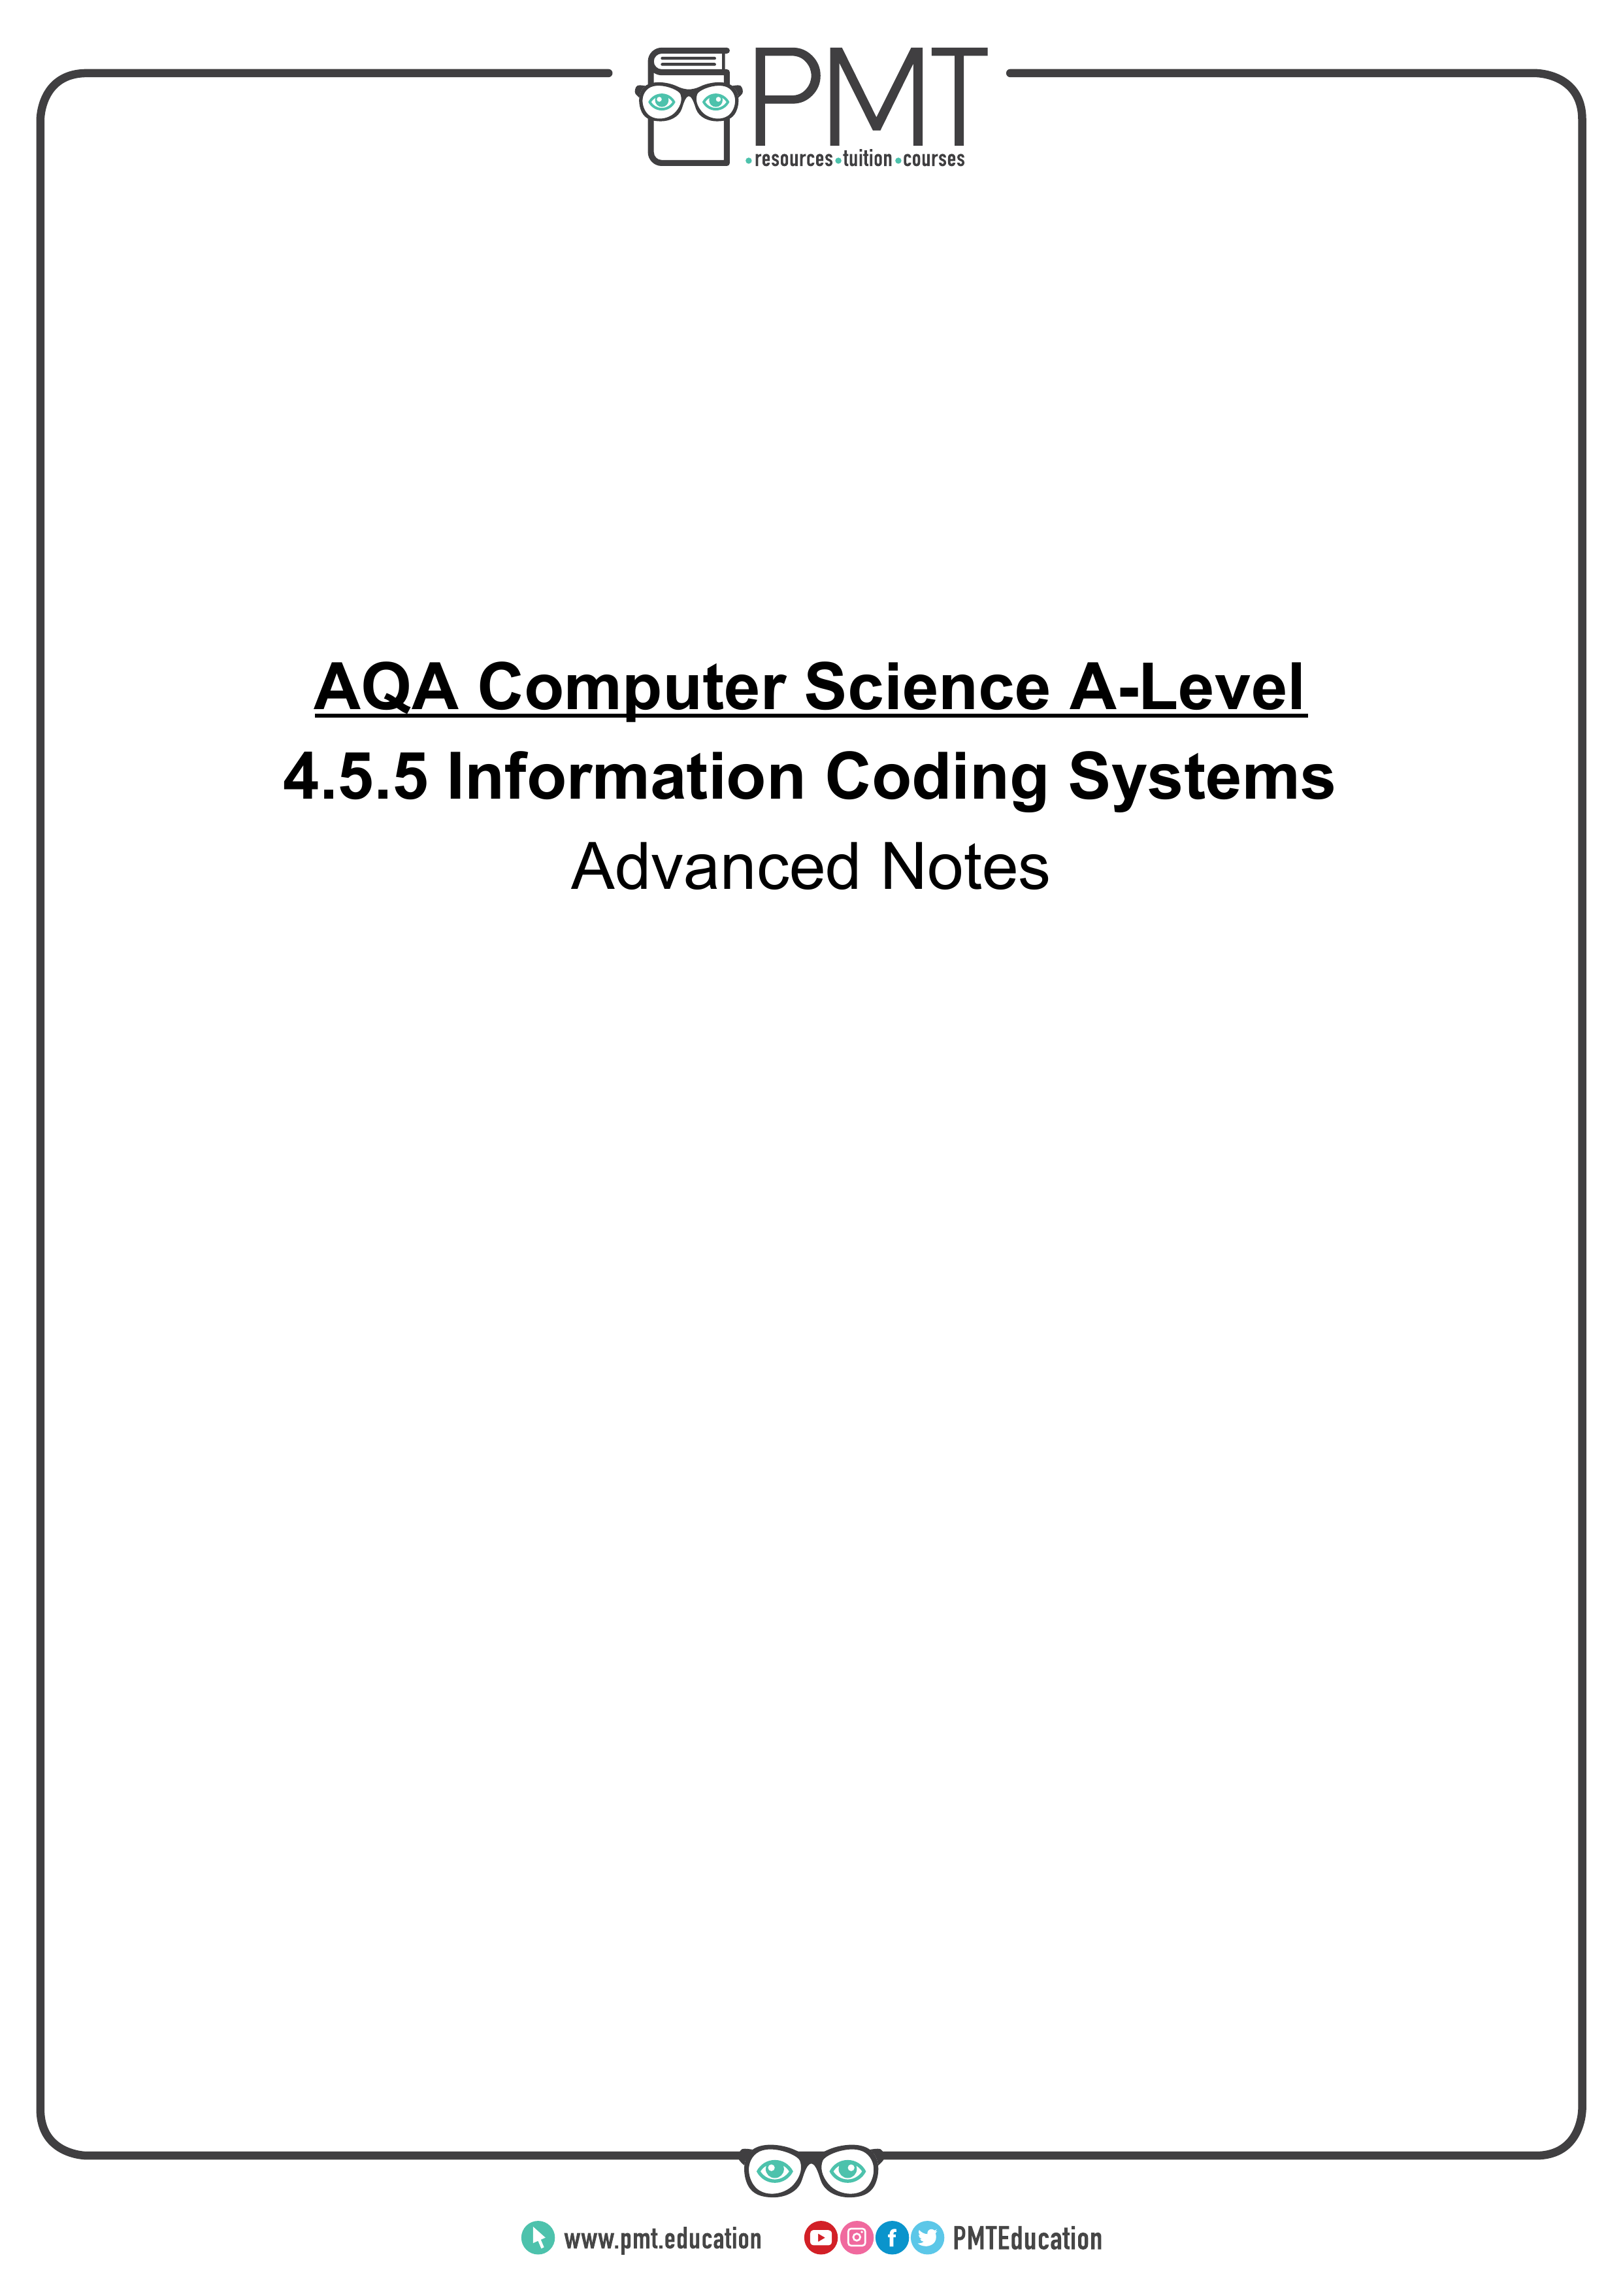 PMT
resources tuition courses
AQA Computer Science A-Level
4.5.5 Information Coding Systems
Advanced Notes
www.pmt.education PMTEducation